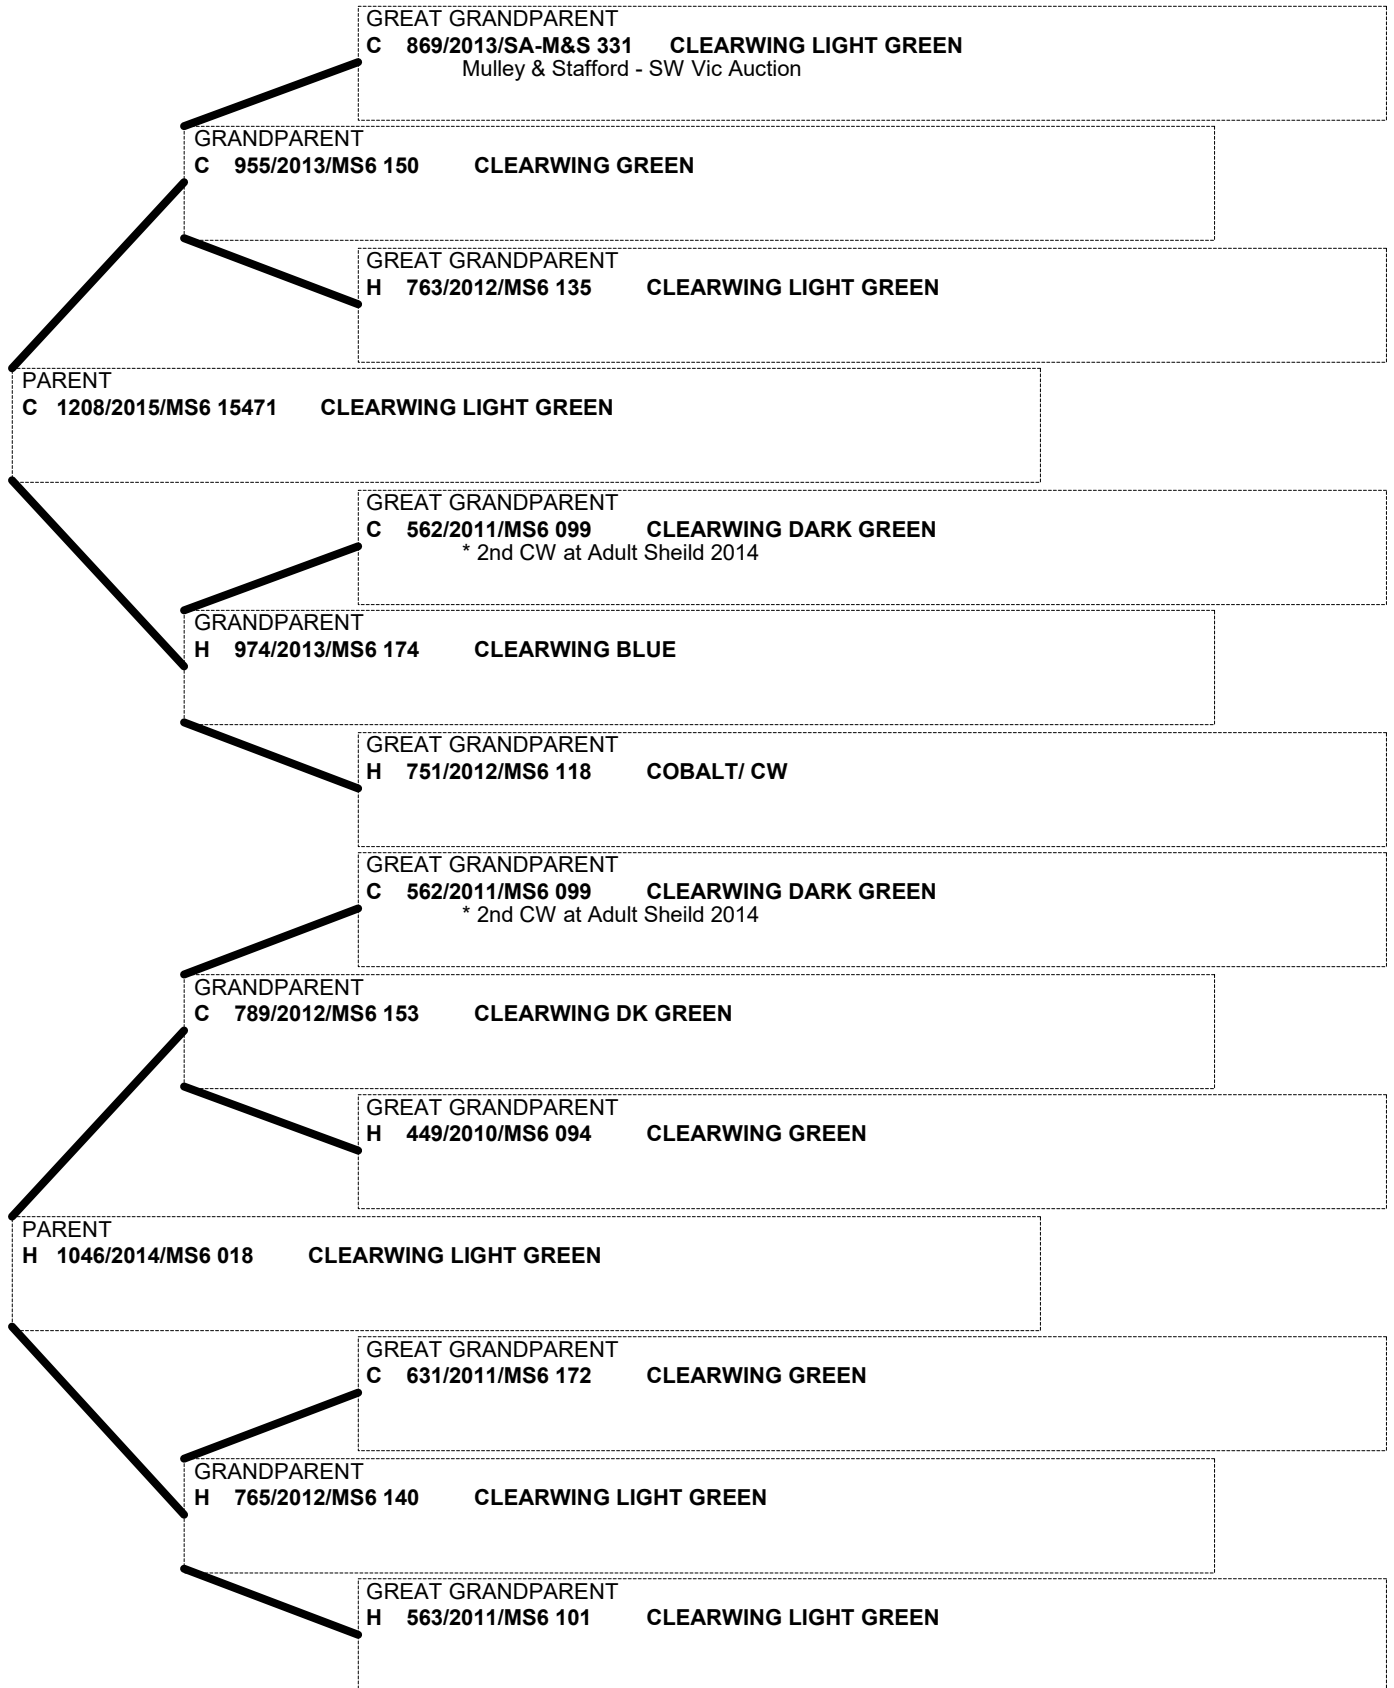 GREAT GRANDPARENT
C 869/2013/SA-M&S 331 CLEARWING LIGHT GREEN
Mulley & Stafford - SW Vic Auction
GRANDPARENT
C 955/2013/MS6 150 CLEARWING GREEN
GREAT GRANDPARENT
H 763/2012/MS6 135 CLEARWING LIGHT GREEN
PARENT
C 1208/2015/MS6 15471 CLEARWING LIGHT GREEN
GREAT GRANDPARENT
C 562/2011/MS6 099 CLEARWING DARK GREEN
* 2nd CW at Adult Sheild 2014
GRANDPARENT
H 974/2013/MS6 174 CLEARWING BLUE
GREAT GRANDPARENT
H 751/2012/MS6 118 COBALT/ CW
GREAT GRANDPARENT
C 562/2011/MS6 099 CLEARWING DARK GREEN
* 2nd CW at Adult Sheild 2014
GRANDPARENT
C 789/2012/MS6 153 CLEARWING DK GREEN
GREAT GRANDPARENT
H 449/2010/MS6 094 CLEARWING GREEN
PARENT
H 1046/2014/MS6 018 CLEARWING LIGHT GREEN
GREAT GRANDPARENT
C 631/2011/MS6 172 CLEARWING GREEN
GRANDPARENT
H 765/2012/MS6 140 CLEARWING LIGHT GREEN
GREAT GRANDPARENT
H 563/2011/MS6 101 CLEARWING LIGHT GREEN